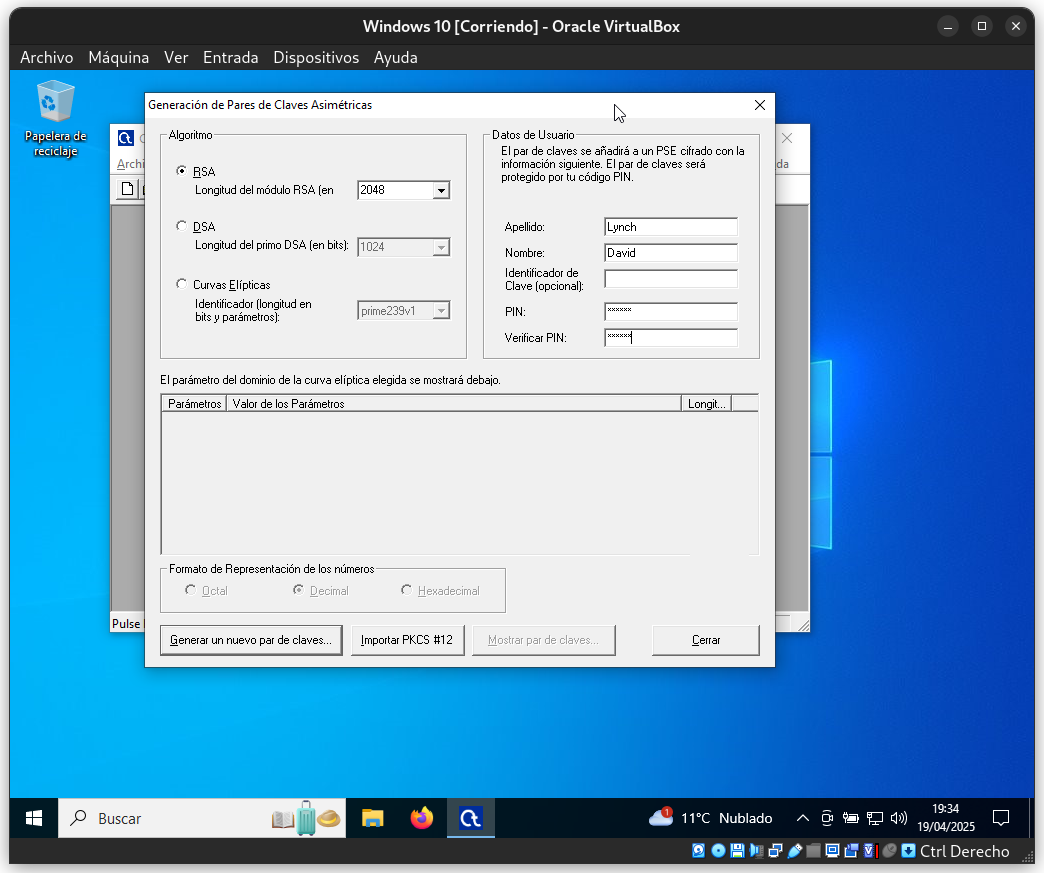 Windows 10 [Corriendo] - Oracle VirtualBox
Archivo Máquina Ver Entrada Dispositivos Ayuda
Papelera de
reciclaje
Generación de Pares de Claves Asimétricas
Archi
da
Algoritmo
RSA
Longitud del módulo RSA (en
2048
DSA
Longitud del primo DSA (en bits):
1024
Curvas Elípticas
Identificador (longitud en
bits y parámetros):
prime239v1
Datos de Usuario
El par de claves se añadirá a un PSE cifrado con la
información siguiente. El par de claves será
protegido por tu código PIN.
Apellido:
Lynch
Nombre:
David
Identificador de
Clave (opcional):
PIN:
******
Verificar PIN:
******
El parámetro del dominio de la curva elíptica elegida se mostrará debajo.
Parámetros Valor de los Parámetros Longit...
Formato de Representación de los números
Octal Decimal Hexadecimal
Pulse
Generar un nuevo par de claves... Importar PKCS #12 Mostrar par de claves... Cerrar
Buscar
1
11°C Nublado
19:34
19/04/2025
Ctrl Derecho